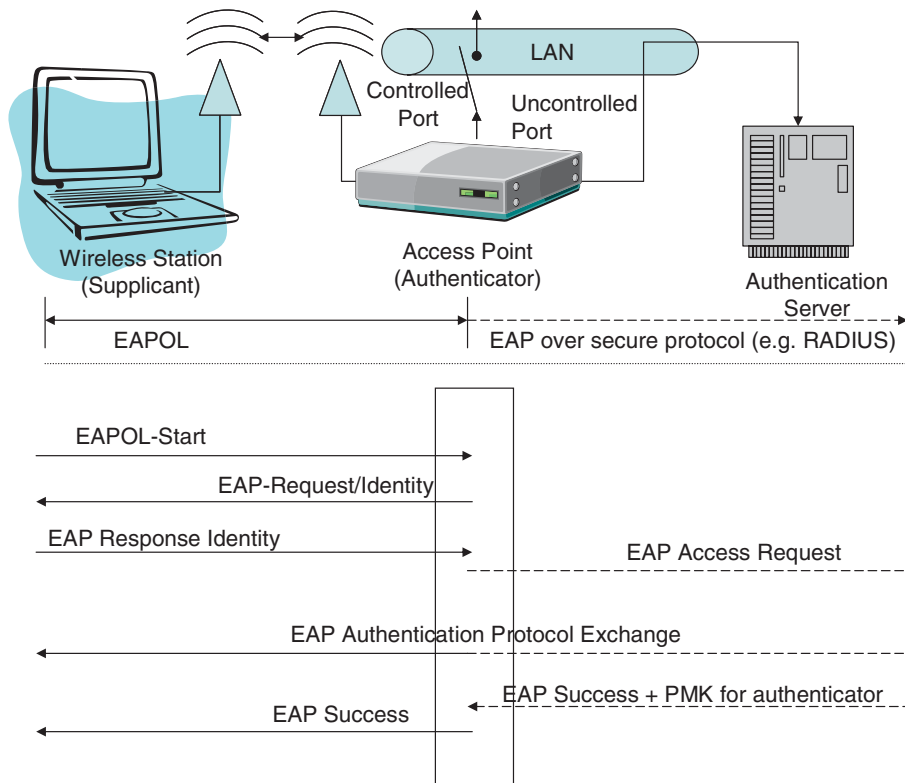 LAN
Controlled
Port
Uncontrolled
Port
Wireless Station
(Supplicant)
Access Point
(Authenticator)
Authentication
Server
EAPOL
EAP over secure protocol (e.g. RADIUS)
EAPOL-Start
EAP-Request/Identity
EAP Response Identity
EAP Access Request
EAP Authentication Protocol Exchange
EAP Success + PMK for authenticator
EAP Success